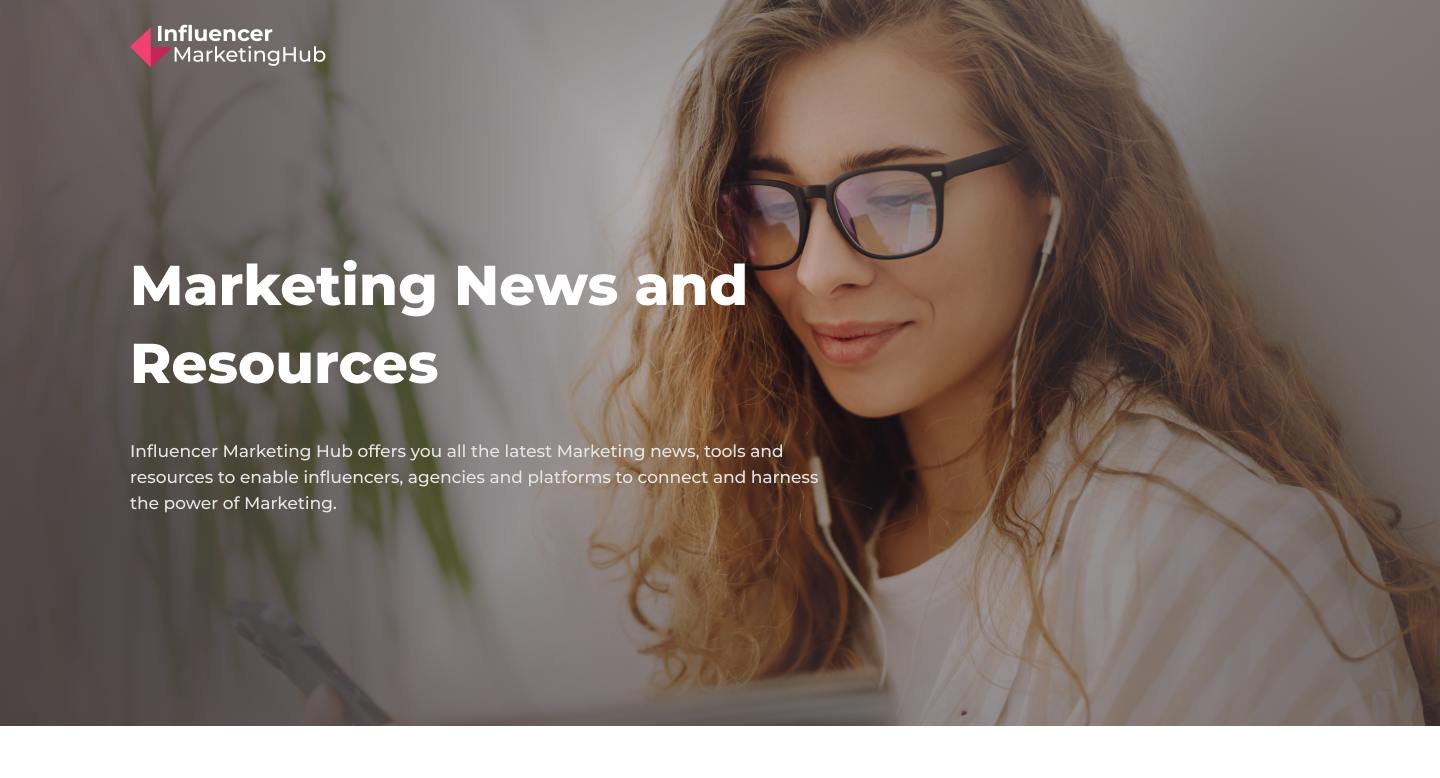 Influencer
MarketingHub
Marketing News and
Resources
Influencer Marketing Hub offers you all the latest Marketing news, tools and
resources to enable influencers, agencies and platforms to connect and harness
the power of Marketing.